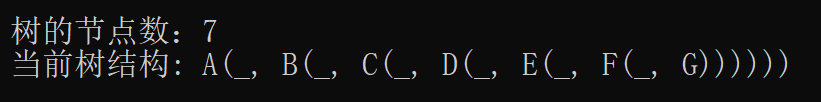 树的节点数：7
当前树结构: A(_, B(_, C(_, D(_, E(_, F(_, G))))))